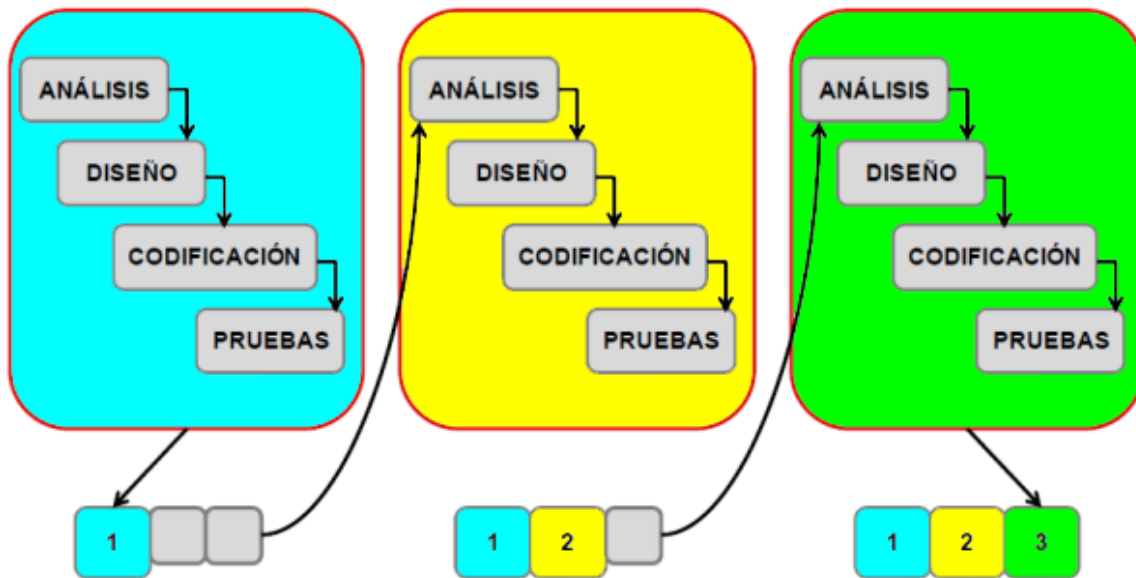 ANÁLISIS
DISEÑO
CODIFICACIÓN
PRUEBAS
ANÁLISIS
DISEÑO
CODIFICACIÓN
PRUEBAS
ANÁLISIS
DISEÑO
CODIFICACIÓN
PRUEBAS
1
1 2
1 2 3